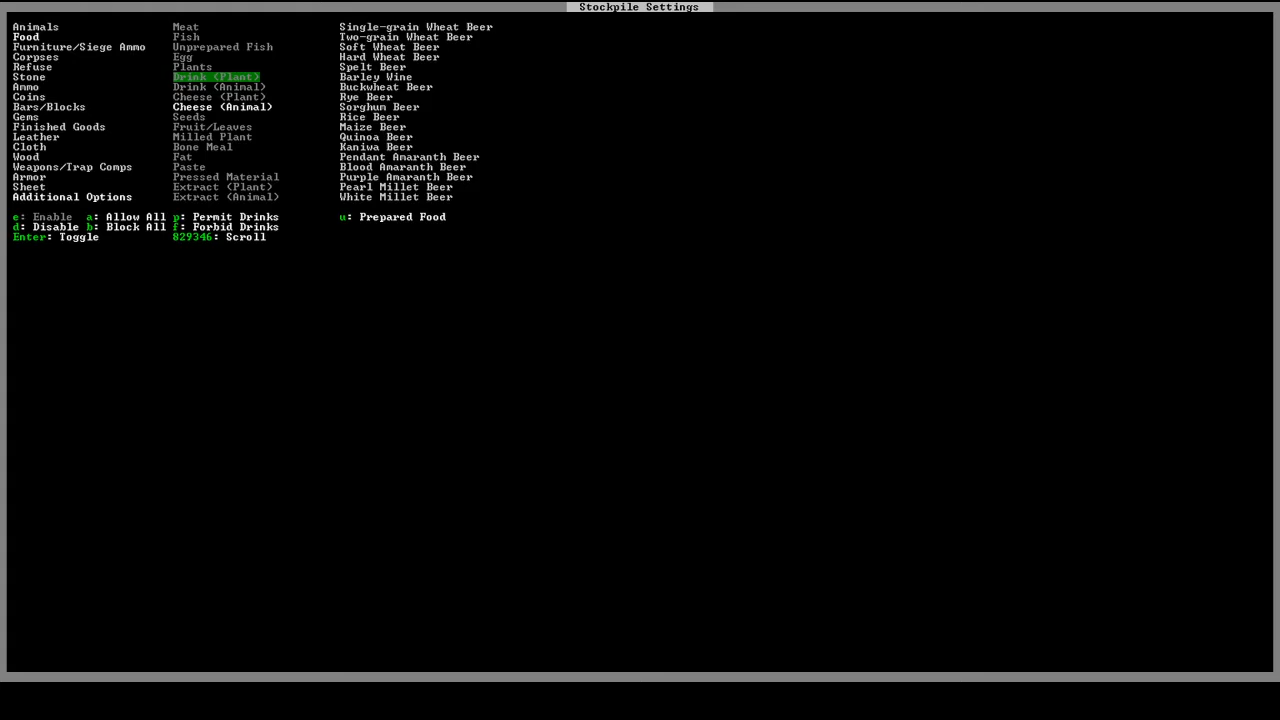 Stockpile Settings
Animals Meat Single-grain Wheat Beer
Food Fish Two-grain Wheat Beer
Furniture/Siege Ammo Unprepared Fish Soft Wheat Beer
Corpses Egg Hard Wheat Beer
Refuse Plants Spelt Beer
Stone Drink (Plant) Barley Wine
Ammo Drink (Animal) Buckwheat Beer
Coins Cheese (Plant) Rye Beer
Bars/Blocks Cheese (Animal) Sorghum Beer
Gems Seeds Rice Beer
Finished Goods Fruit/Leaves Maize Beer
Leather Milled Plant Quinoa Beer
Cloth Bone Meal Kaniwa Beer
Wood Fat Pendant Amaranth Beer
Weapons/Trap Comps Paste Blood Amaranth Beer
Armor Pressed Material Purple Amaranth Beer
Sheet Extract (Plant) Pearl Millet Beer
Additional Options Extract (Animal) White Millet Beer
e: Enable a: Allow All p: Permit Drinks u: Prepared Food
d: Disable b: Block All f: Forbid Drinks
Enter: Toggle 829346: Scroll